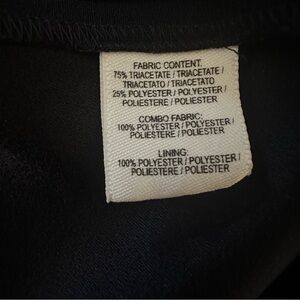 FABRIC CONTENT:
75% TRIACETATE / TRIACETATE /
TRIACETATO / TRIACETATO
25% POLYESTER / POLYESTER /
POLIESTERE / POLIESTER
COMBO FABRIC:
100% POLYESTER / POLYESTER /
POLIESTERE / POLIESTER
LINING:
100% POLYESTER / POLYESTER /
POLIESTERE / POLIESTER